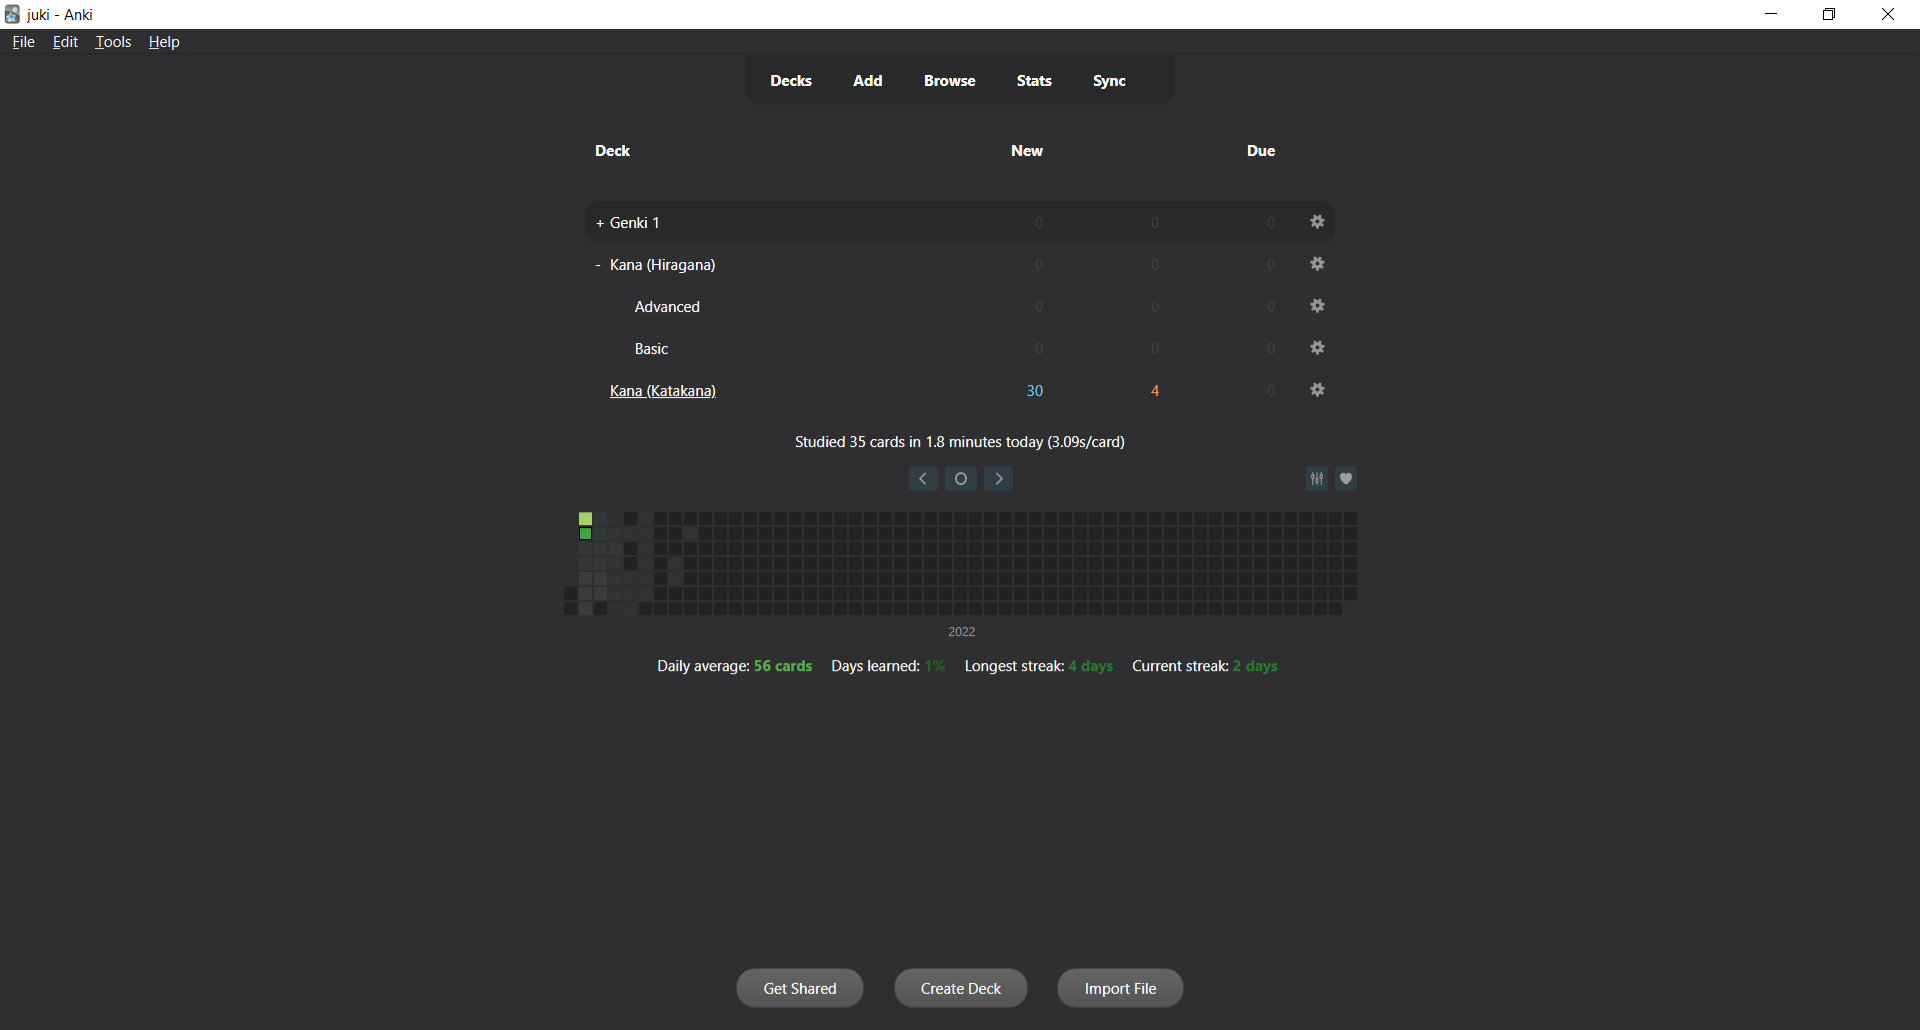 juki - Anki
File Edit Tools Help
Decks Add Browse Stats Sync
Deck New Due
+ Genki 1 0 0 0
- Kana (Hiragana) 0 0 0
Advanced 0 0 0
Basic 0 0 0
Kana (Katakana) 30 4 0
Studied 35 cards in 1.8 minutes today (3.09s/card)
2022
Daily average: 56 cards Days learned: 1% Longest streak: 4 days Current streak: 2 days
Get Shared Create Deck Import File